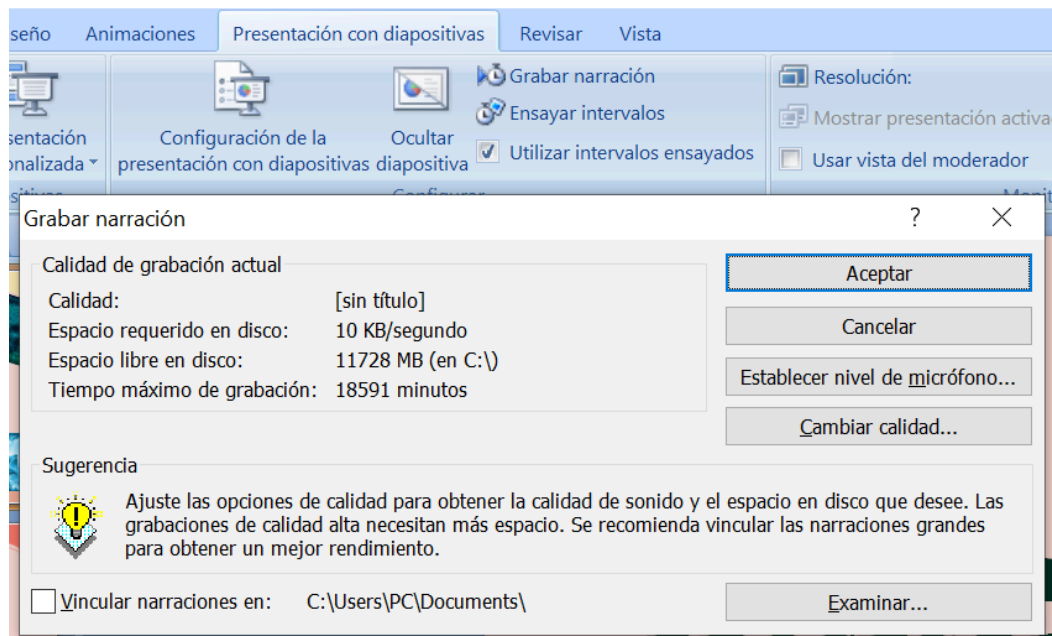 seño Animaciones Presentación con diapositivas Revisar Vista
Grabar narración
Resolución:
Ensayar intervalos
Mostrar presentación activa
sentación
onalizada
Configuración de la
presentación con diapositivas
Ocultar
diapositiva
Utilizar intervalos ensayados
Usar vista del moderador
Configurar
Monit
Grabar narración ?
Calidad de grabación actual
Calidad: [sin título]
Espacio requerido en disco: 10 KB/segundo
Espacio libre en disco: 11728 MB (en C:\)
Tiempo máximo de grabación: 18591 minutos
Aceptar
Cancelar
Establecer nivel de micrófono...
Cambiar calidad...
Sugerencia
Ajuste las opciones de calidad para obtener la calidad de sonido y el espacio en disco que desee. Las
grabaciones de calidad alta necesitan más espacio. Se recomienda vincular las narraciones grandes
para obtener un mejor rendimiento.
Vincular narraciones en: C:\Users\PC\Documents\
Examinar...